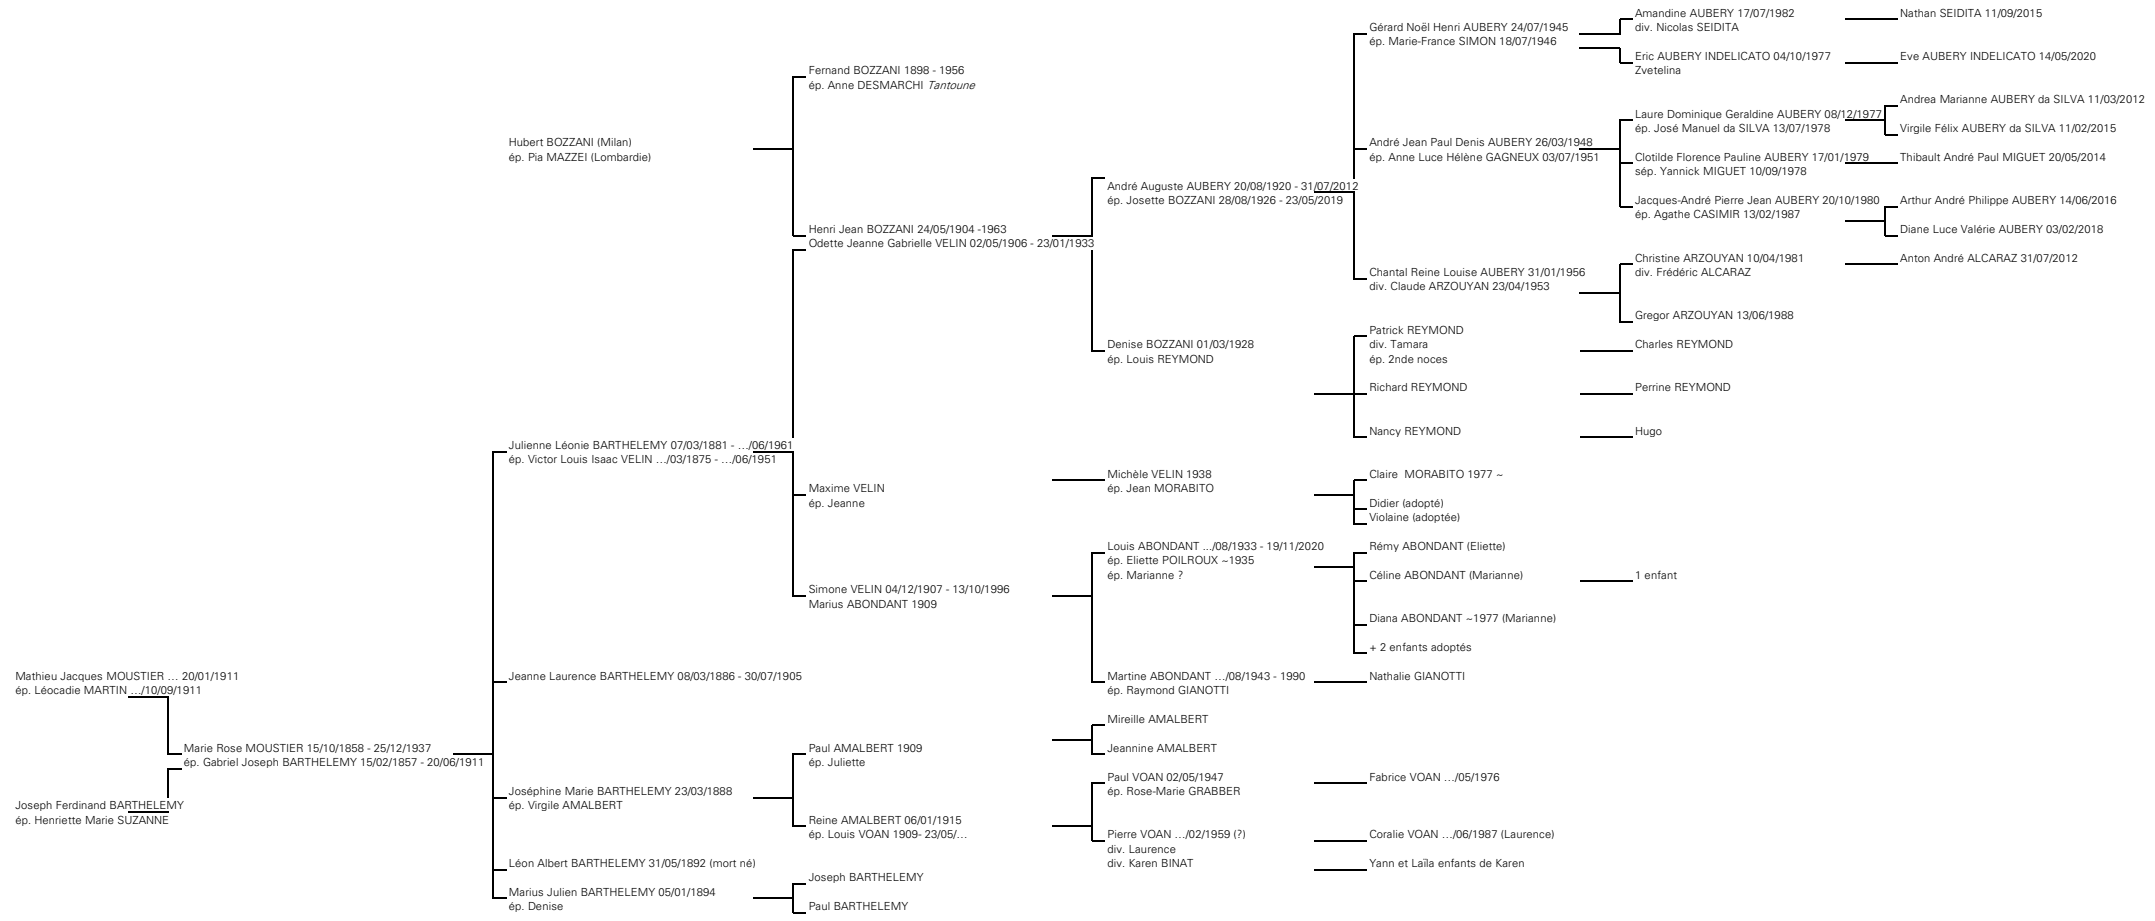 Mathieu Jacques MOUSTIER … 20/01/1911
ép. Léocadie MARTIN …/10/09/1911
Joseph Ferdinand BARTHELEMY
ép. Henriette Marie SUZANNE
Marie Rose MOUSTIER 15/10/1858 - 25/12/1937
ép. Gabriel Joseph BARTHELEMY 15/02/1857 - 20/06/1911
Hubert BOZZANI (Milan)
ép. Pia MAZZEI (Lombardie)
Julienne Léonie BARTHELEMY 07/03/1881 - …/06/1961
ép. Victor Louis Isaac VELIN …/03/1875 - …/06/1951
Jeanne Laurence BARTHELEMY 08/03/1886 - 30/07/1905
Joséphine Marie BARTHELEMY 23/03/1888
ép. Virgile AMALBERT
Léon Albert BARTHELEMY 31/05/1892 (mort né)
Marius Julien BARTHELEMY 05/01/1894
ép. Denise
Fernand BOZZANI 1898 - 1956
ép. Anne DESMARCHI Tantoune
Henri Jean BOZZANI 24/05/1904 -1963
Odette Jeanne Gabrielle VELIN 02/05/1906 - 23/01/1933
Maxime VELIN
ép. Jeanne
Simone VELIN 04/12/1907 - 13/10/1996
Marius ABONDANT 1909
Paul AMALBERT 1909
ép. Juliette
Reine AMALBERT 06/01/1915
ép. Louis VOAN 1909- 23/05/…
Joseph BARTHELEMY
Paul BARTHELEMY
André Auguste AUBERY 20/08/1920 - 31/07/2012
ép. Josette BOZZANI 28/08/1926 - 23/05/2019
Denise BOZZANI 01/03/1928
ép. Louis REYMOND
Michèle VELIN 1938
ép. Jean MORABITO
Louis ABONDANT …/08/1933 - 19/11/2020
ép. Eliette POILROUX ~1935
ép. Marianne ?
Martine ABONDANT …/08/1943 - 1990
ép. Raymond GIANOTTI
Mireille AMALBERT
Jeannine AMALBERT
Paul VOAN 02/05/1947
ép. Rose-Marie GRABBER
Pierre VOAN …/02/1959 (?)
div. Laurence
div. Karen BINAT
Gérard Noël Henri AUBERY 24/07/1945
ép. Marie-France SIMON 18/07/1946
André Jean Paul Denis AUBERY 26/03/1948
ép. Anne Luce Hélène GAGNEUX 03/07/1951
Chantal Reine Louise AUBERY 31/01/1956
div. Claude ARZOUYAN 23/04/1953
Patrick REYMOND
div. Tamara
ép. 2nde noces
Richard REYMOND
Nancy REYMOND
Claire MORABITO 1977 ~
Didier (adopté)
Violaine (adoptée)
Rémy ABONDANT (Eliette)
Céline ABONDANT (Marianne)
Diana ABONDANT ~1977 (Marianne)
+ 2 enfants adoptés
Nathalie GIANOTTI
Fabrice VOAN …/05/1976
Coralie VOAN …/06/1987 (Laurence)
Yann et Laïla enfants de Karen
Amandine AUBERY 17/07/1982
div. Nicolas SEIDITA
Eric AUBERY INDELICATO 04/10/1977
Zvetelina
Laure Dominique Geraldine AUBERY 08/12/1977
ép. José Manuel da SILVA 13/07/1978
Clotilde Florence Pauline AUBERY 17/01/1979
sép. Yannick MIGUET 10/09/1978
Jacques-André Pierre Jean AUBERY 20/10/1980
ép. Agathe CASIMIR 13/02/1987
Christine ARZOUYAN 10/04/1981
div. Frédéric ALCARAZ
Gregor ARZOUYAN 13/06/1988
Charles REYMOND
Perrine REYMOND
Hugo
1 enfant
Nathan SEIDITA 11/09/2015
Eve AUBERY INDELICATO 14/05/2020
Andrea Marianne AUBERY da SILVA 11/03/2012
Virgile Félix AUBERY da SILVA 11/02/2015
Thibault André Paul MIGUET 20/05/2014
Arthur André Philippe AUBERY 14/06/2016
Diane Luce Valérie AUBERY 03/02/2018
Anton André ALCARAZ 31/07/2012